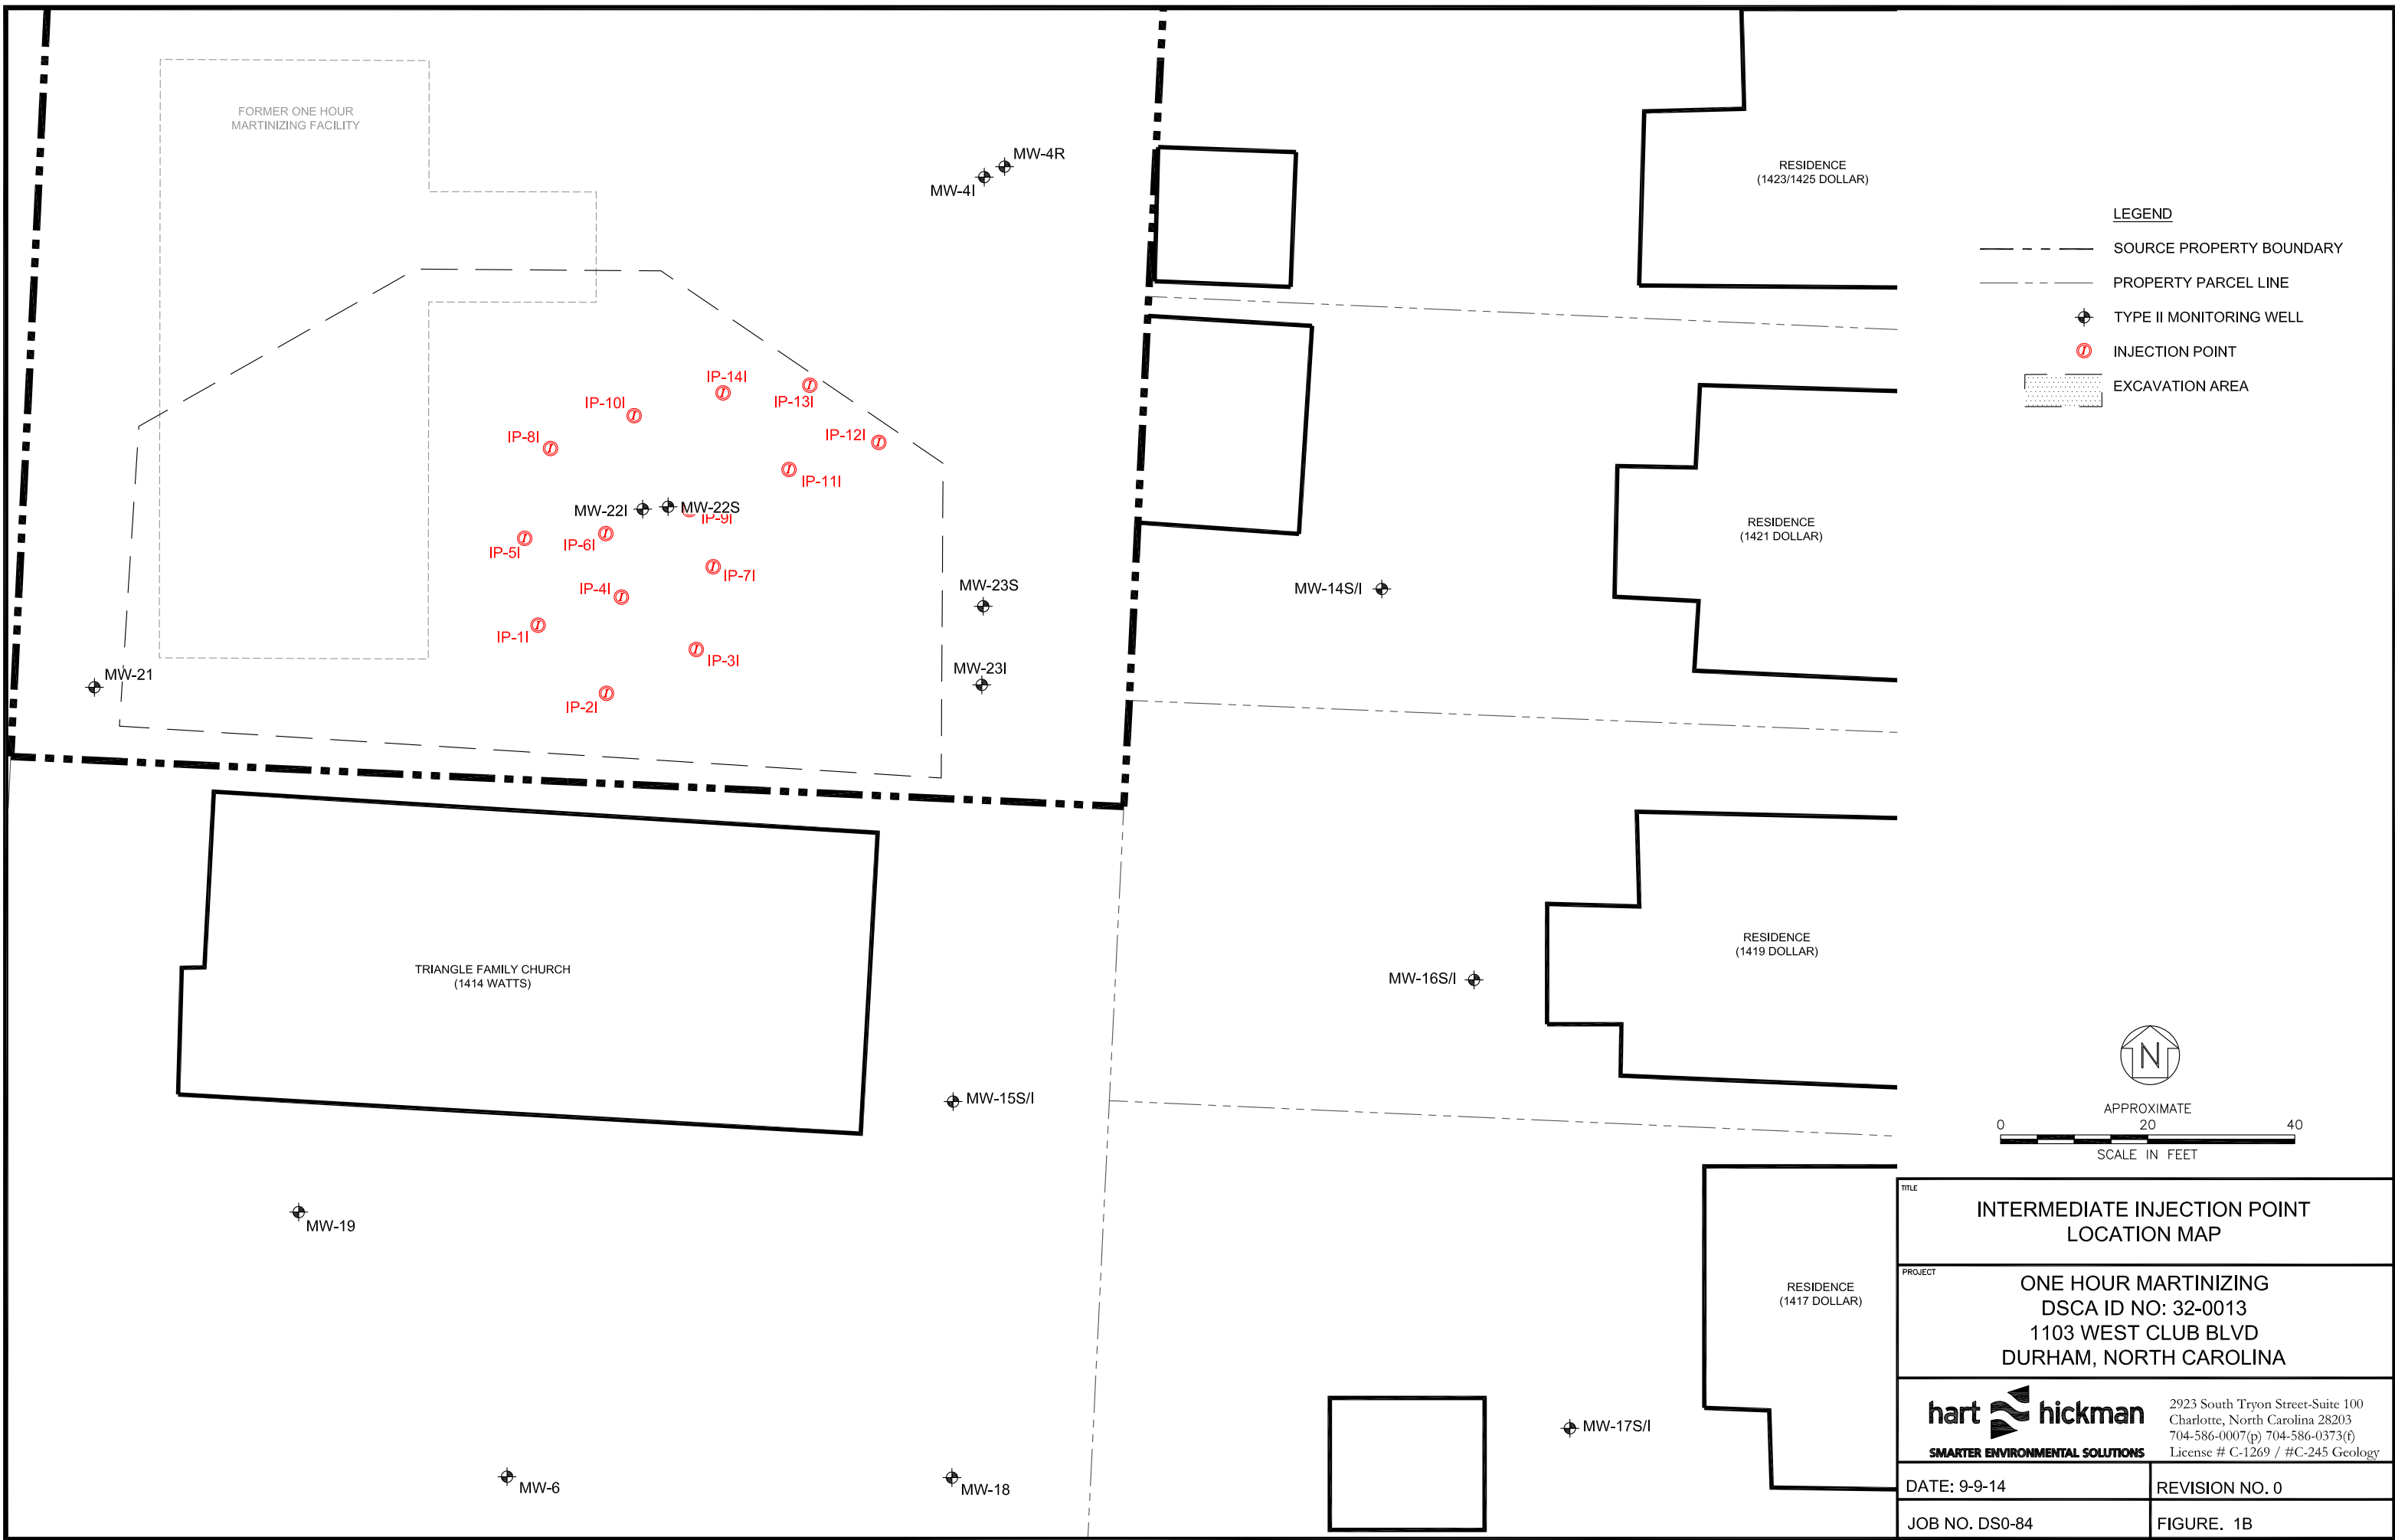 FORMER ONE HOUR
MARTINIZING FACILITY
MW-4R
MW-4I
RESIDENCE
(1423/1425 DOLLAR)
LEGEND
SOURCE PROPERTY BOUNDARY
PROPERTY PARCEL LINE
TYPE II MONITORING WELL
INJECTION POINT
EXCAVATION AREA
IP-14I
IP-13I
IP-10I
IP-12I
IP-8I
IP-11I
MW-22I
MW-22S
IP-9I
IP-5I
IP-6I
IP-7I
IP-4I
IP-1I
IP-3I
IP-2I
MW-21
MW-23S
MW-23I
MW-14S/I
RESIDENCE
(1421 DOLLAR)
TRIANGLE FAMILY CHURCH
(1414 WATTS)
MW-16S/I
RESIDENCE
(1419 DOLLAR)
MW-15S/I
MW-19
MW-6
MW-18
MW-17S/I
RESIDENCE
(1417 DOLLAR)
N
APPROXIMATE
0 20 40
SCALE IN FEET
TITLE
INTERMEDIATE INJECTION POINT
LOCATION MAP
PROJECT
ONE HOUR MARTINIZING
DSCA ID NO: 32-0013
1103 WEST CLUB BLVD
DURHAM, NORTH CAROLINA
hart hickman
SMARTER ENVIRONMENTAL SOLUTIONS
2923 South Tryon Street-Suite 100
Charlotte, North Carolina 28203
704-586-0007(p) 704-586-0373(f)
License # C-1269 / #C-245 Geology
DATE: 9-9-14
REVISION NO. 0
JOB NO. DS0-84
FIGURE. 1B